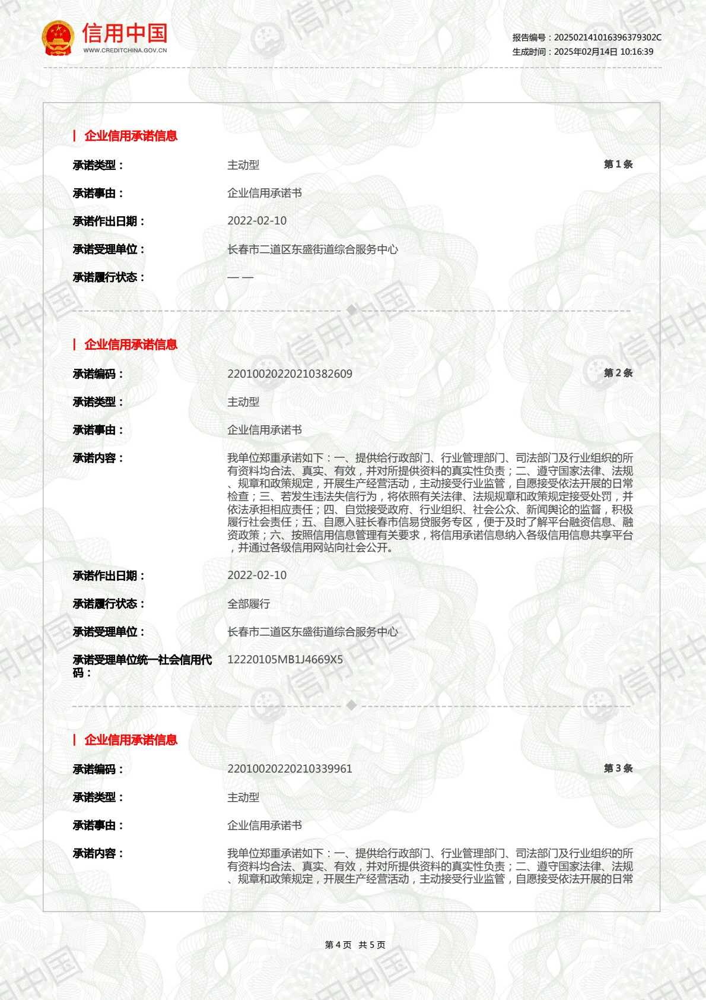 信用中国
WWW.CREDITCHINA.GOV.CN
报告编号：202502141016396379302C
生成时间：2025年02月14日 10:16:39
企业信用承诺信息
承诺类型： 主动型 第 1 条
承诺事由： 企业信用承诺书
承诺作出日期： 2022-02-10
承诺受理单位： 长春市二道区东盛街道综合服务中心
承诺履行状态： — —
企业信用承诺信息
承诺编码： 22010020220210382609 第 2 条
承诺类型： 主动型
承诺事由： 企业信用承诺书
承诺内容： 我单位郑重承诺如下：一、提供给行政部门、行业管理部门、司法部门及行业组织的所
有资料均合法、真实、有效，并对所提供资料的真实性负责；二、遵守国家法律、法规
、规章和政策规定，开展生产经营活动，主动接受行业监管，自愿接受依法开展的日常
检查；三、若发生违法失信行为，将依照有关法律、法规规章和政策规定接受处罚，并
依法承担相应责任；四、自觉接受政府、行业组织、社会公众、新闻舆论的监督，积极
履行社会责任；五、自愿入驻长春市信易贷服务专区，便于及时了解平台融资信息、融
资政策；六、按照信用信息管理有关要求，将信用承诺信息纳入各级信用信息共享平台
，并通过各级信用网站向社会公开。
承诺作出日期： 2022-02-10
承诺履行状态： 全部履行
承诺受理单位： 长春市二道区东盛街道综合服务中心
承诺受理单位统一社会信用代 12220105MB1J4669X5
码：
企业信用承诺信息
承诺编码： 22010020220210339961 第 3 条
承诺类型： 主动型
承诺事由： 企业信用承诺书
承诺内容： 我单位郑重承诺如下：一、提供给行政部门、行业管理部门、司法部门及行业组织的所
有资料均合法、真实、有效，并对所提供资料的真实性负责；二、遵守国家法律、法规
、规章和政策规定，开展生产经营活动，主动接受行业监管，自愿接受依法开展的日常
第 4 页 共 5 页